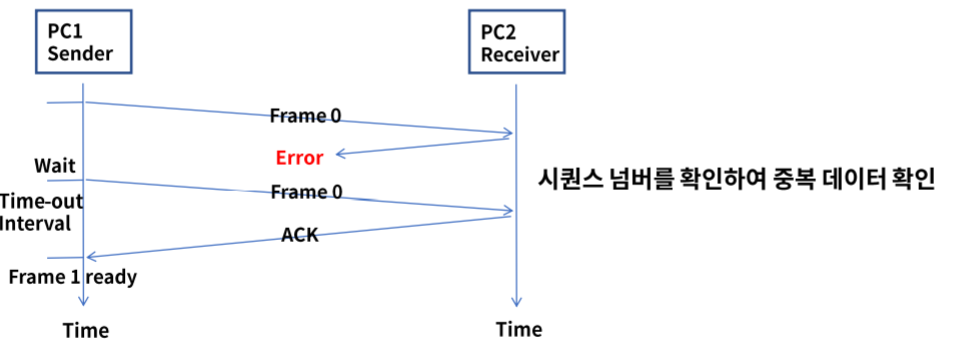 PC1
Sender
PC2
Receiver
Frame 0
Error
Wait
시퀀스 넘버를 확인하여 중복 데이터 확인
Frame 0
Time-out
Interval
ACK
Frame 1 ready
Time
Time